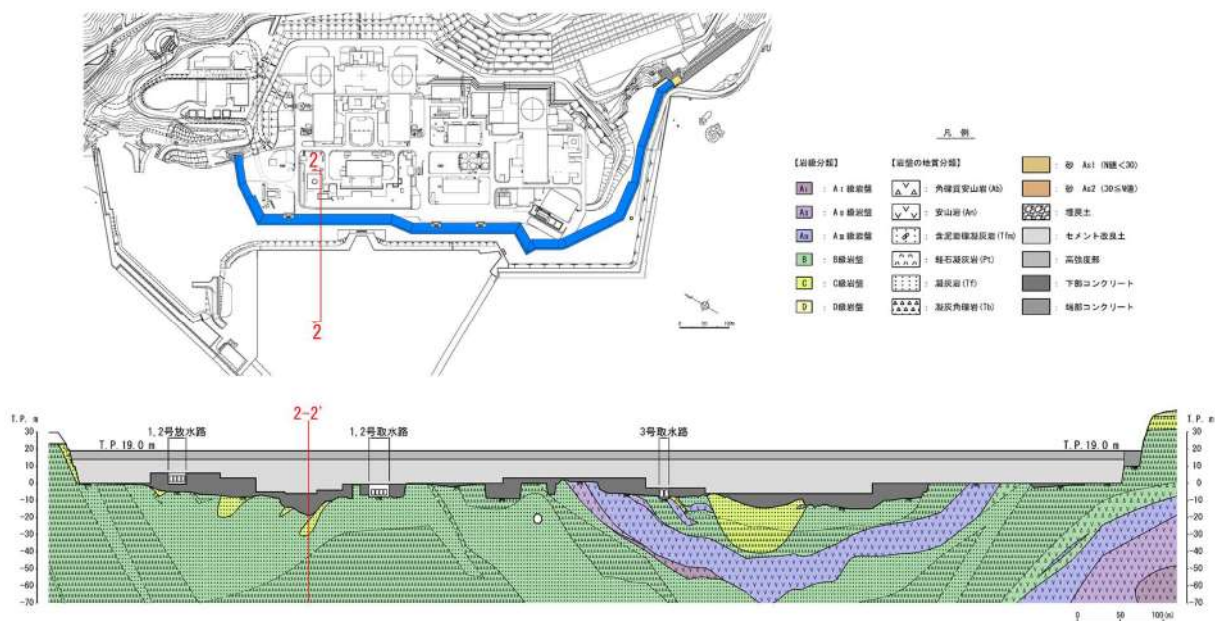 2'
2
0 50 100m
凡 例
【岩級分類】
A₁ : A₁級岩盤
A₂ : A₂級岩盤
A₃ : A₃級岩盤
B : B級岩盤
C : C級岩盤
D : D級岩盤
【岩盤の地質分類】
: 角礫質安山岩(Ab)
: 安山岩(An)
: 含泥岩礫凝灰岩(Tfm)
: 軽石凝灰岩(Pt)
: 凝灰岩(Tf)
: 凝灰角礫岩(Tb)
: 砂 As1 (N値<30)
: 砂 As2 (30≦N値)
: 埋戻土
: セメント改良土
: 高強度部
: 下部コンクリート
: 端部コンクリート
T.P. m
30
20
10
0
-10
-20
-30
-40
-50
-60
-70
T.P. 19.0 m
1,2号放水路
2-2'
1,2号取水路
3号取水路
T.P. 19.0 m
T.P. m
30
20
10
0
-10
-20
-30
-40
-50
-60
-70
0 50 100(m)